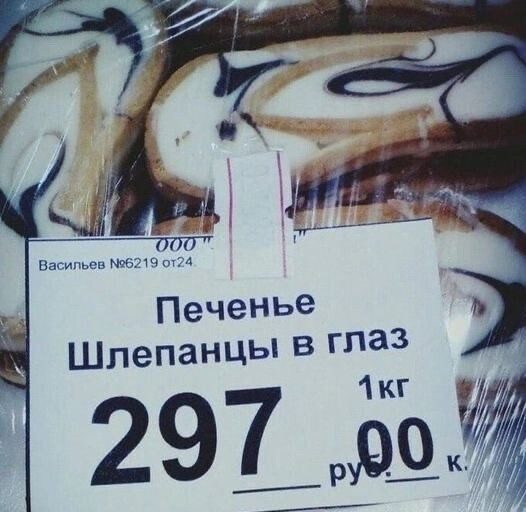 ООО "
Васильев №6219 от24.
Печенье
Шлепанцы в глаз
1кг
297 руб. 00 к.